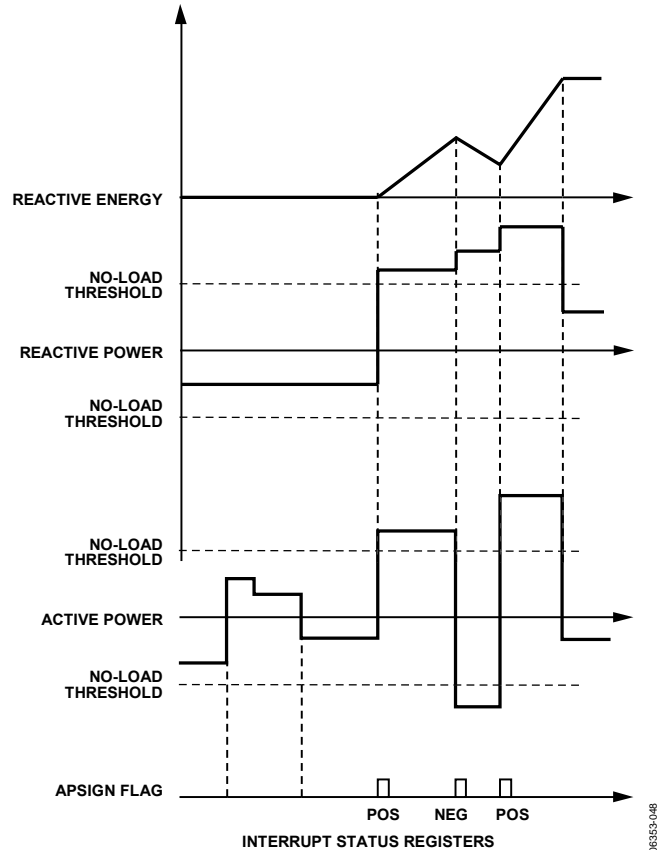 REACTIVE ENERGY
NO-LOAD
THRESHOLD
REACTIVE POWER
NO-LOAD
THRESHOLD
NO-LOAD
THRESHOLD
ACTIVE POWER
NO-LOAD
THRESHOLD
APSIGN FLAG
POS NEG POS
INTERRUPT STATUS REGISTERS
06353-048